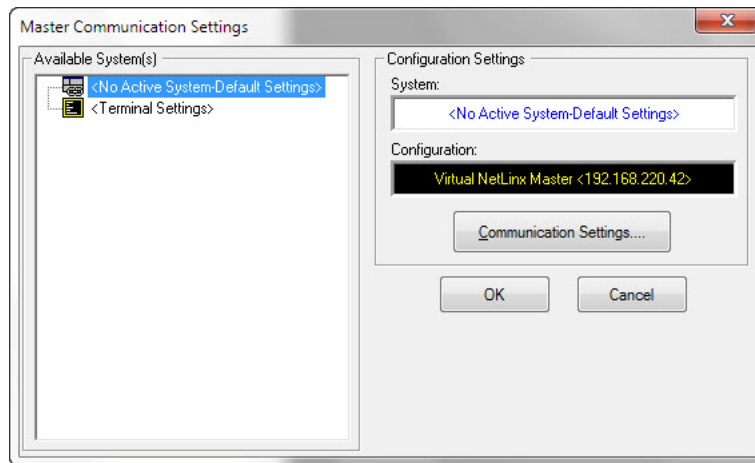 Master Communication Settings
Available System(s)
<No Active System-Default Settings>
<Terminal Settings>
Configuration Settings
System:
<No Active System-Default Settings>
Configuration:
Virtual NetLinx Master <192.168.220.42>
Communication Settings....
OK
Cancel